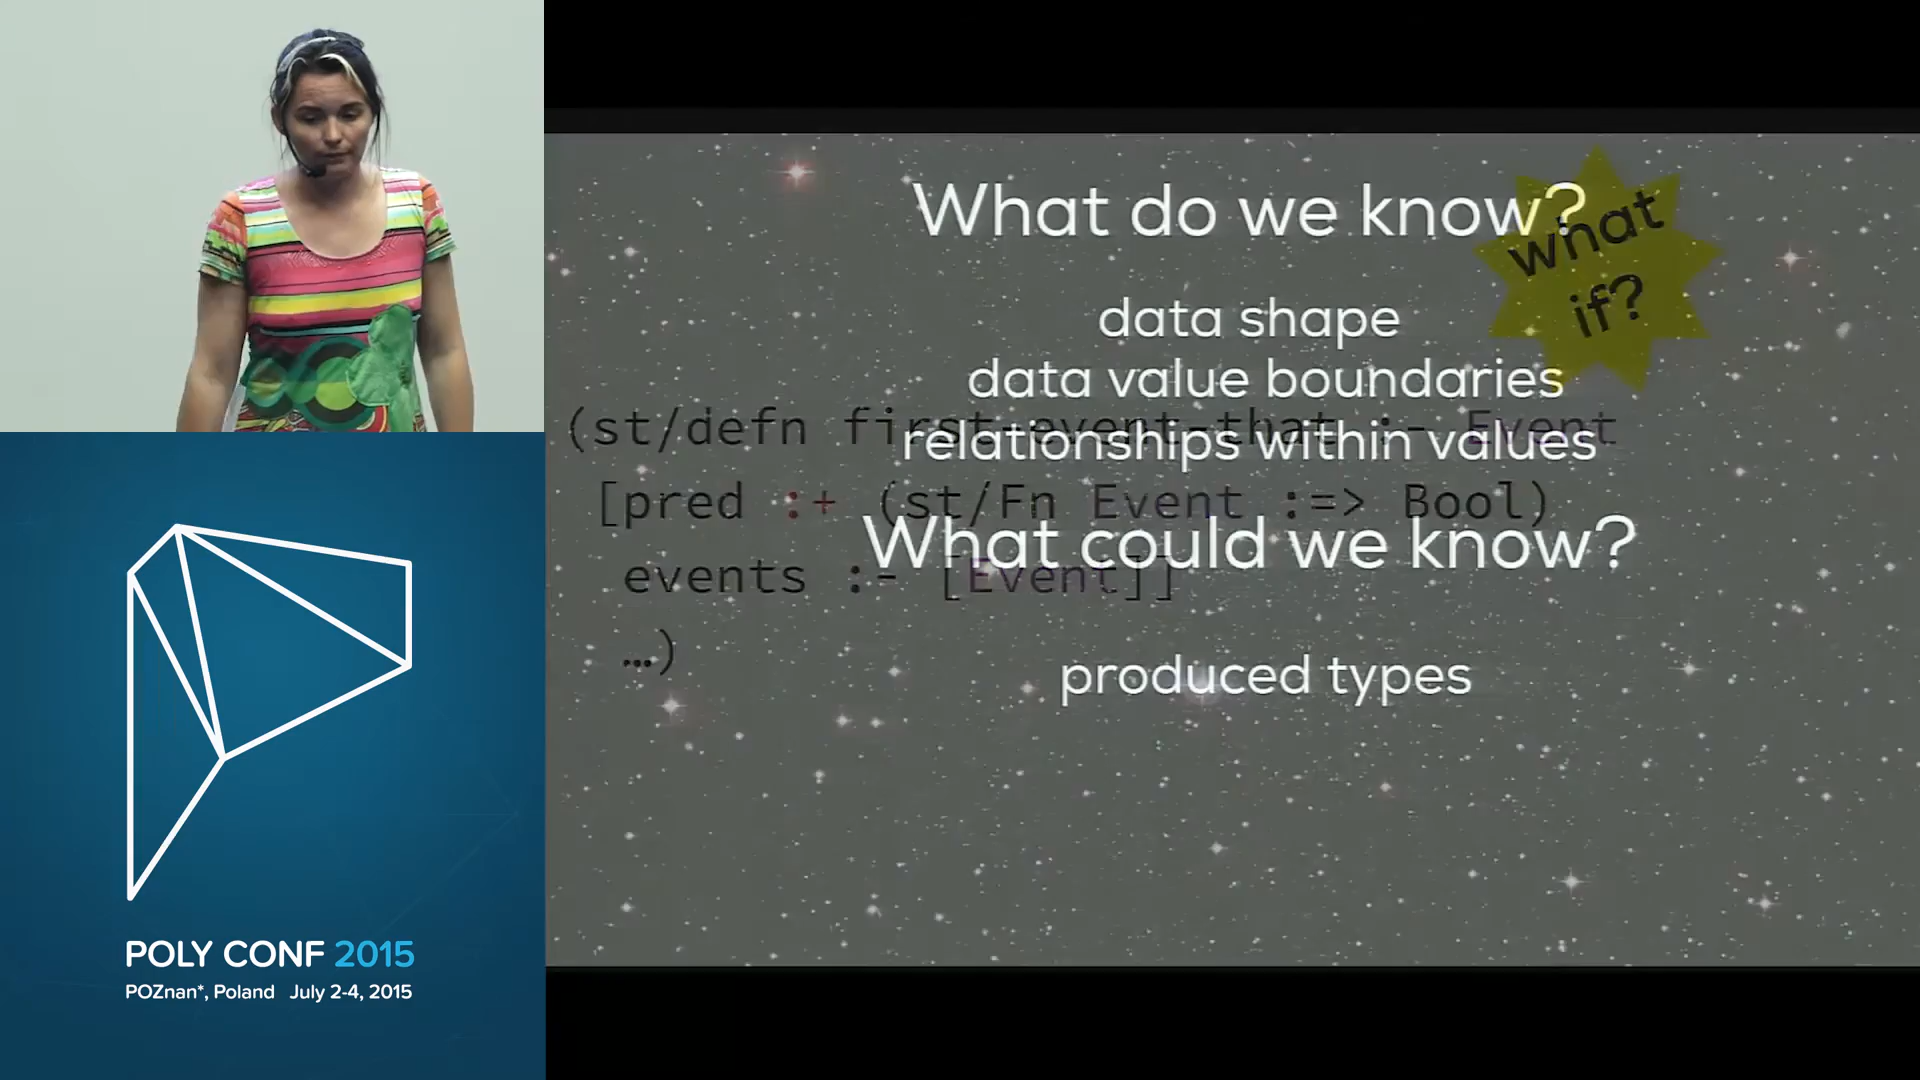 What do we know?
what
if?
data shape
data value boundaries
(st/defn first-event-that :- Event
relationships within values
[pred :+ (st/Fn Event :=> Bool)
What could we know?
events :- [Event]]
…)
produced types
POLY CONF 2015
POZnan*, Poland July 2-4, 2015